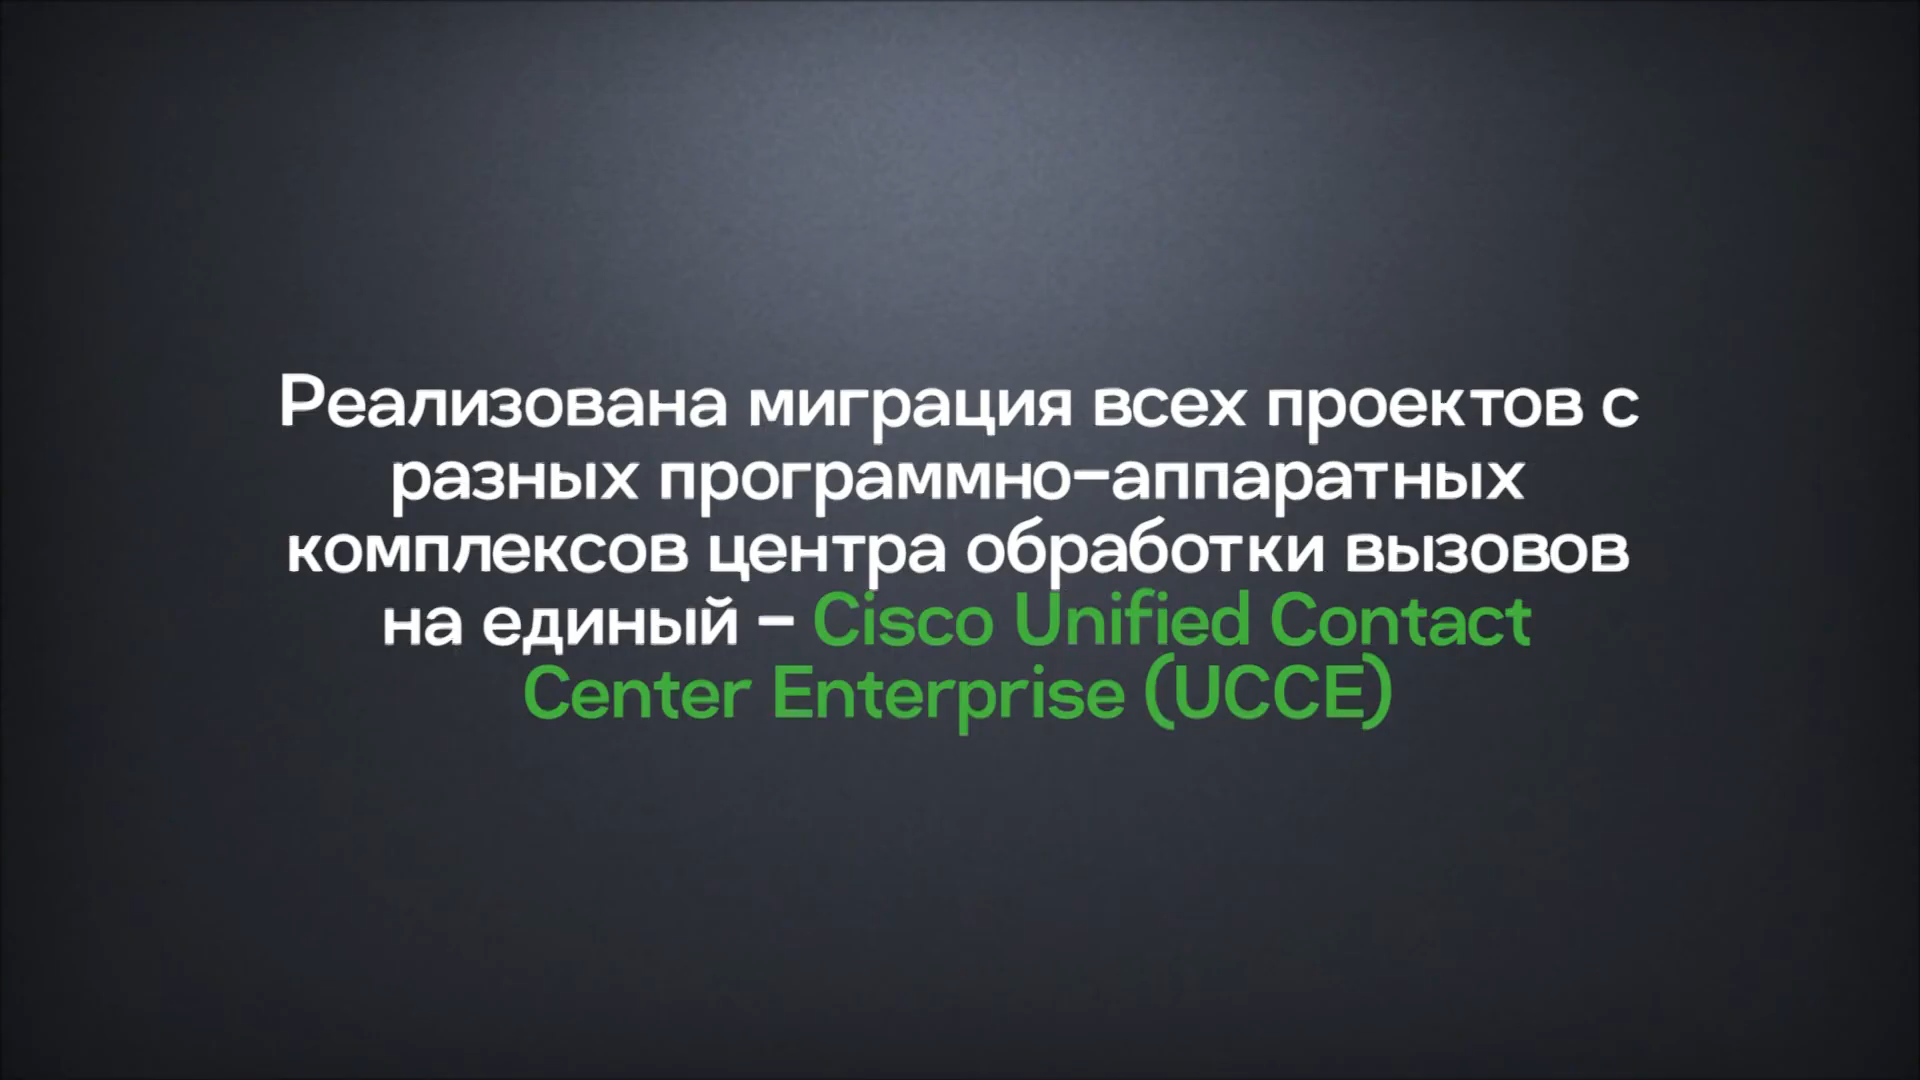 Реализована миграция всех проектов с
разных программно-аппаратных
комплексов центра обработки вызовов
на единый - Cisco Unified Contact
Center Enterprise (UCCE)